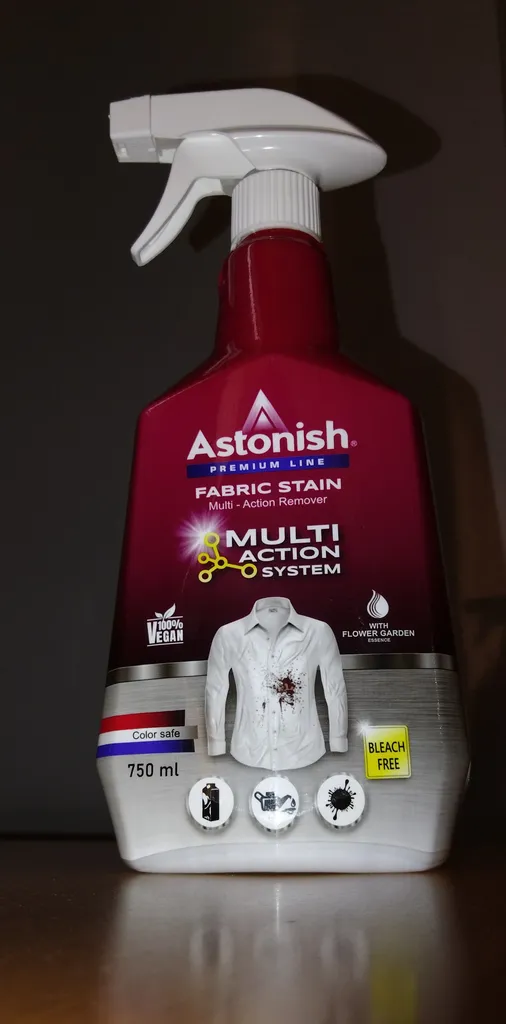 Astonish®
PREMIUM LINE
FABRIC STAIN
Multi - Action Remover
MULTI
ACTION
SYSTEM
100%
VEGAN
WITH
FLOWER GARDEN
ESSENCE
Color safe
750 ml
BLEACH
FREE